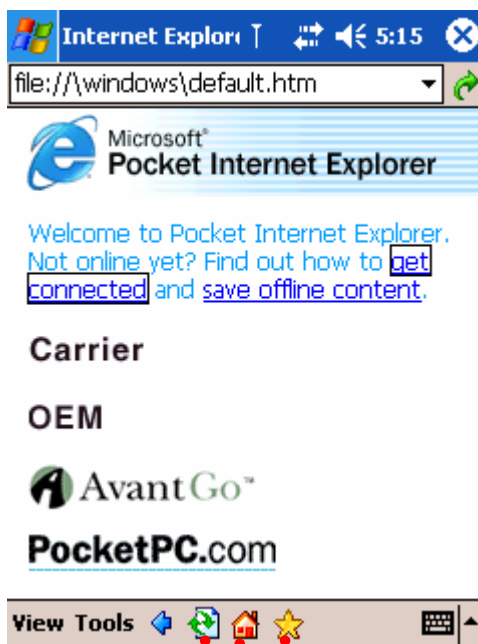 Internet Explore 5:15
file://\windows\default.htm
Microsoft®
Pocket Internet Explorer
Welcome to Pocket Internet Explorer.
Not online yet? Find out how to get
connected and save offline content.
Carrier
OEM
AvantGo™
PocketPC.com
View Tools